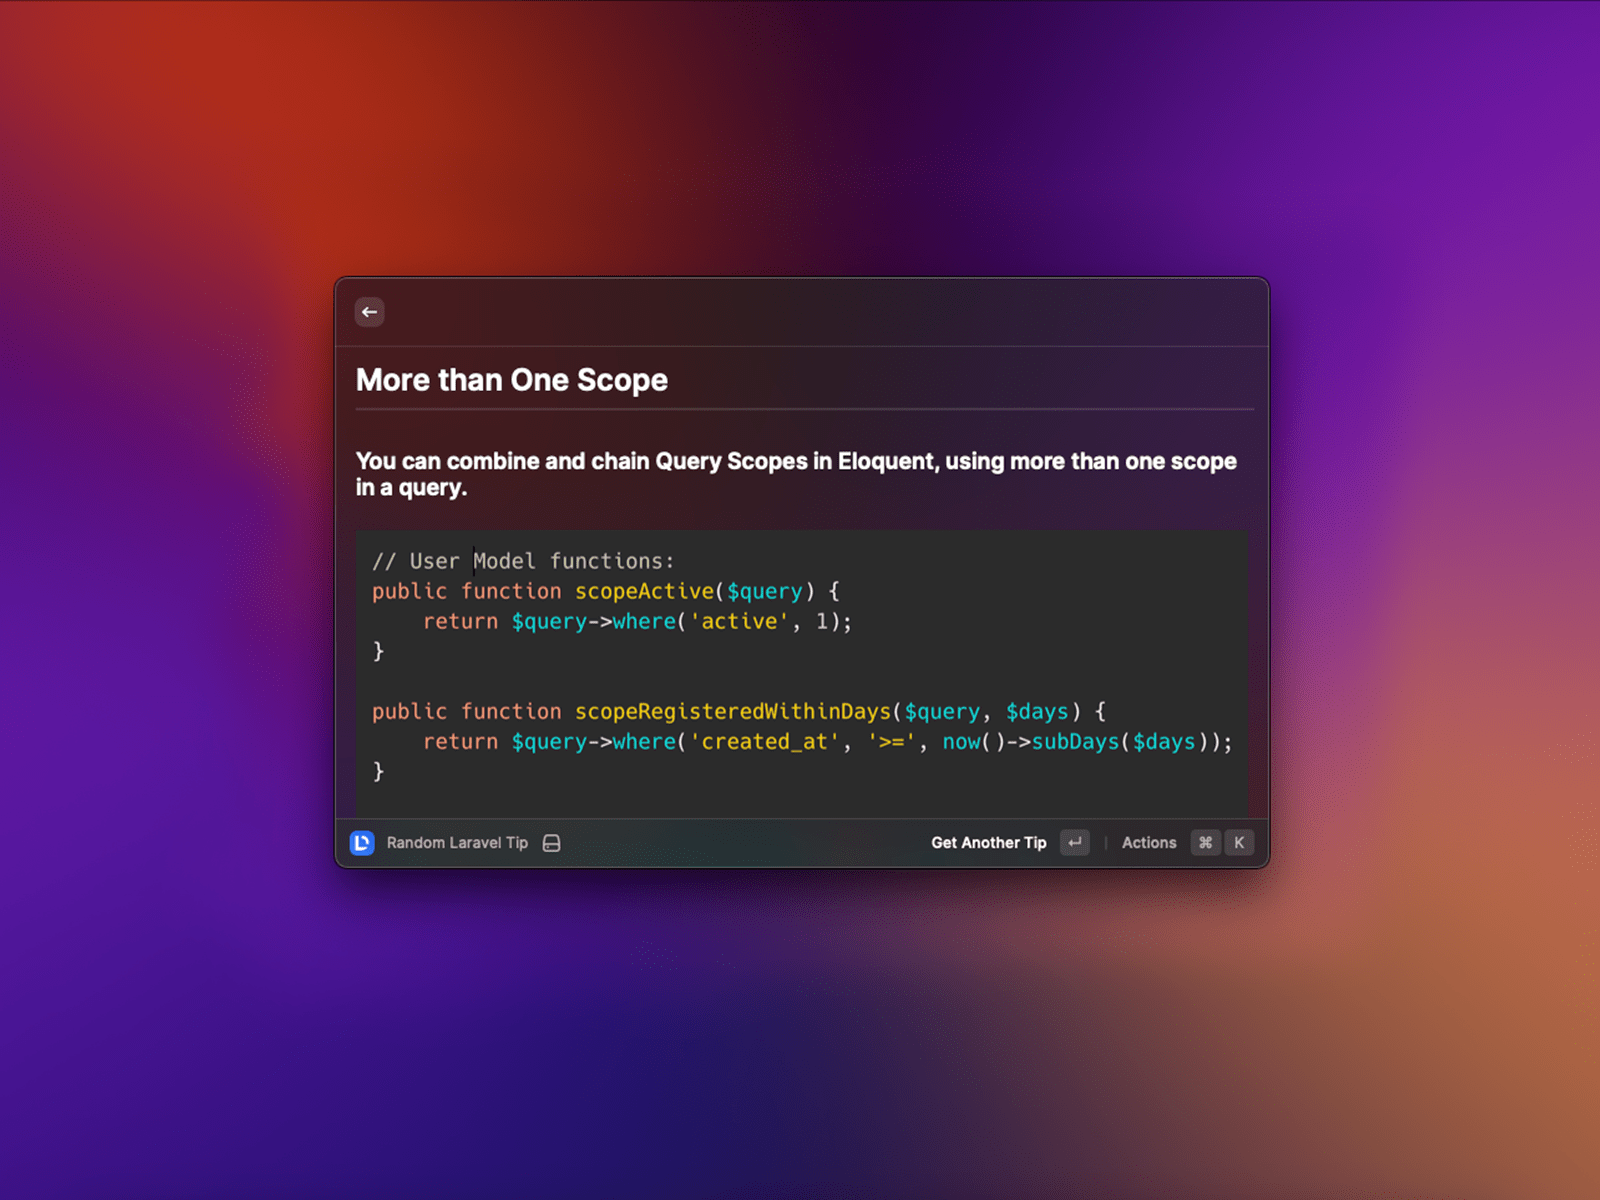 More than One Scope
You can combine and chain Query Scopes in Eloquent, using more than one scope
in a query.
// User Model functions:
public function scopeActive($query) {
    return $query->where('active', 1);
}

public function scopeRegisteredWithinDays($query, $days) {
    return $query->where('created_at', '>=', now()->subDays($days));
}
Random Laravel Tip
Get Another Tip ↵ | Actions ⌘ K